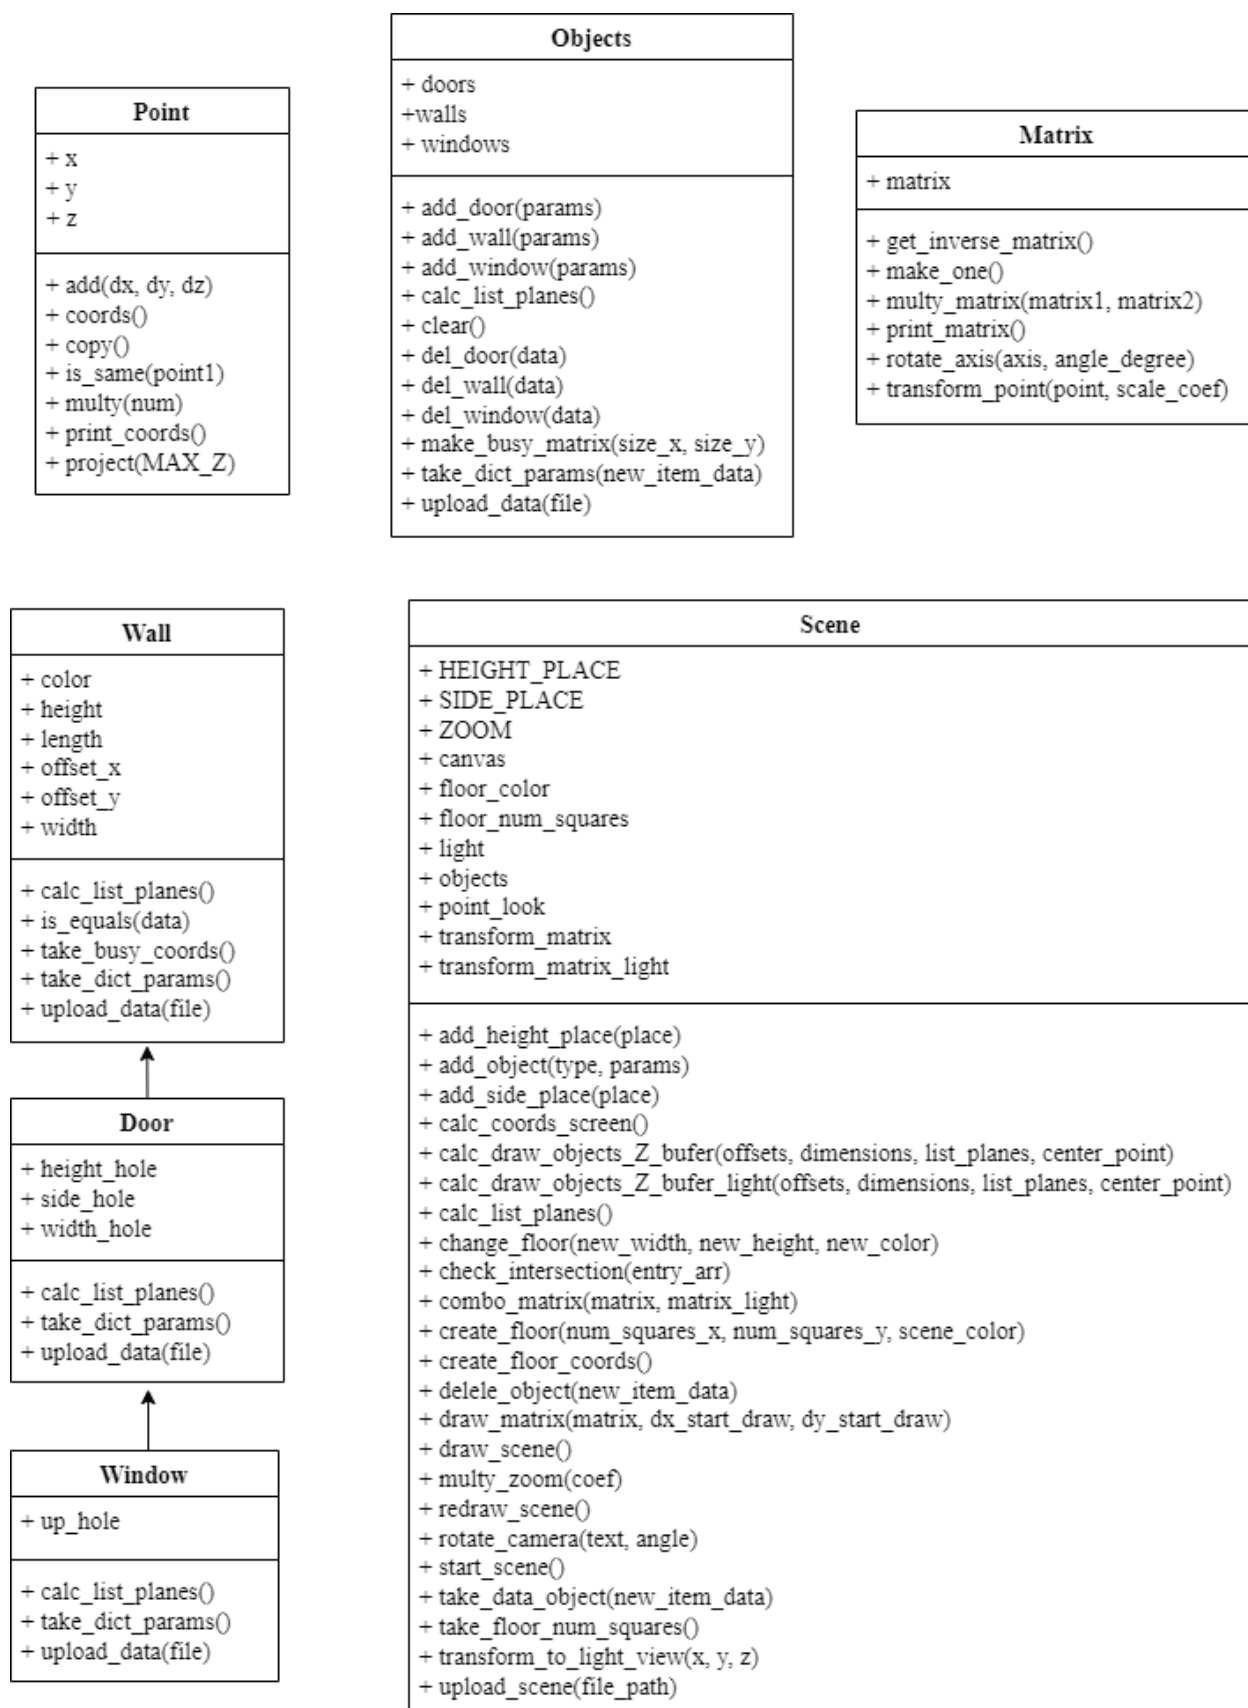 Point
+ x
+ y
+ z
+ add(dx, dy, dz)
+ coords()
+ copy()
+ is_same(point1)
+ multy(num)
+ print_coords()
+ project(MAX_Z)
Objects
+ doors
+walls
+ windows
+ add_door(params)
+ add_wall(params)
+ add_window(params)
+ calc_list_planes()
+ clear()
+ del_door(data)
+ del_wall(data)
+ del_window(data)
+ make_busy_matrix(size_x, size_y)
+ take_dict_params(new_item_data)
+ upload_data(file)
Matrix
+ matrix
+ get_inverse_matrix()
+ make_one()
+ multy_matrix(matrix1, matrix2)
+ print_matrix()
+ rotate_axis(axis, angle_degree)
+ transform_point(point, scale_coef)
Wall
+ color
+ height
+ length
+ offset_x
+ offset_y
+ width
+ calc_list_planes()
+ is_equals(data)
+ take_busy_coords()
+ take_dict_params()
+ upload_data(file)
Door
+ height_hole
+ side_hole
+ width_hole
+ calc_list_planes()
+ take_dict_params()
+ upload_data(file)
Window
+ up_hole
+ calc_list_planes()
+ take_dict_params()
+ upload_data(file)
Scene
+ HEIGHT_PLACE
+ SIDE_PLACE
+ ZOOM
+ canvas
+ floor_color
+ floor_num_squares
+ light
+ objects
+ point_look
+ transform_matrix
+ transform_matrix_light
+ add_height_place(place)
+ add_object(type, params)
+ add_side_place(place)
+ calc_coords_screen()
+ calc_draw_objects_Z_bufer(offsets, dimensions, list_planes, center_point)
+ calc_draw_objects_Z_bufer_light(offsets, dimensions, list_planes, center_point)
+ calc_list_planes()
+ change_floor(new_width, new_height, new_color)
+ check_intersection(entry_arr)
+ combo_matrix(matrix, matrix_light)
+ create_floor(num_squares_x, num_squares_y, scene_color)
+ create_floor_coords()
+ delele_object(new_item_data)
+ draw_matrix(matrix, dx_start_draw, dy_start_draw)
+ draw_scene()
+ multy_zoom(coef)
+ redraw_scene()
+ rotate_camera(text, angle)
+ start_scene()
+ take_data_object(new_item_data)
+ take_floor_num_squares()
+ transform_to_light_view(x, y, z)
+ upload_scene(file_path)